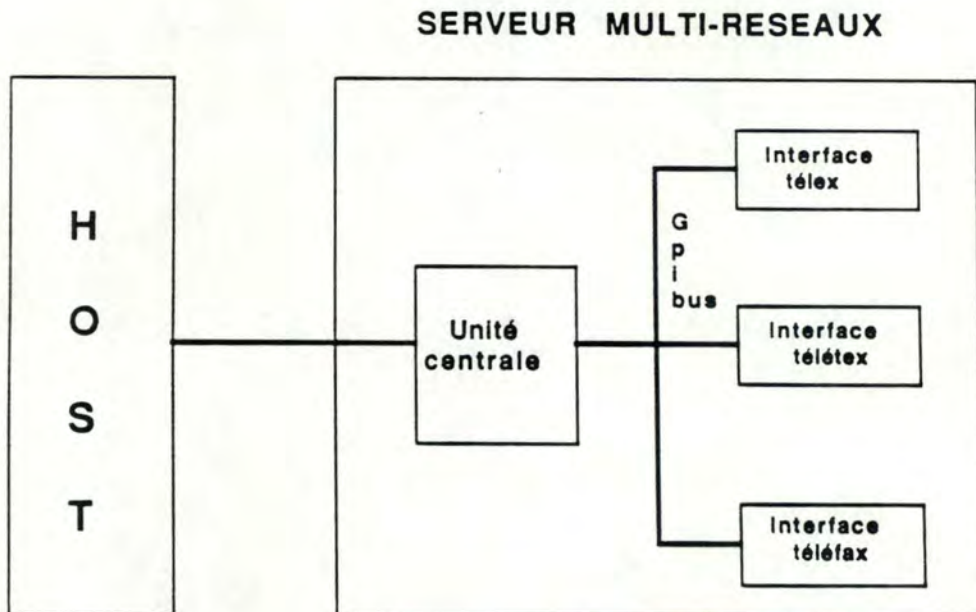 SERVEUR MULTI-RESEAUX
H
O
S
T
Unité
centrale
G
p
i
bus
Interface
télex
Interface
télétex
Interface
téléfax